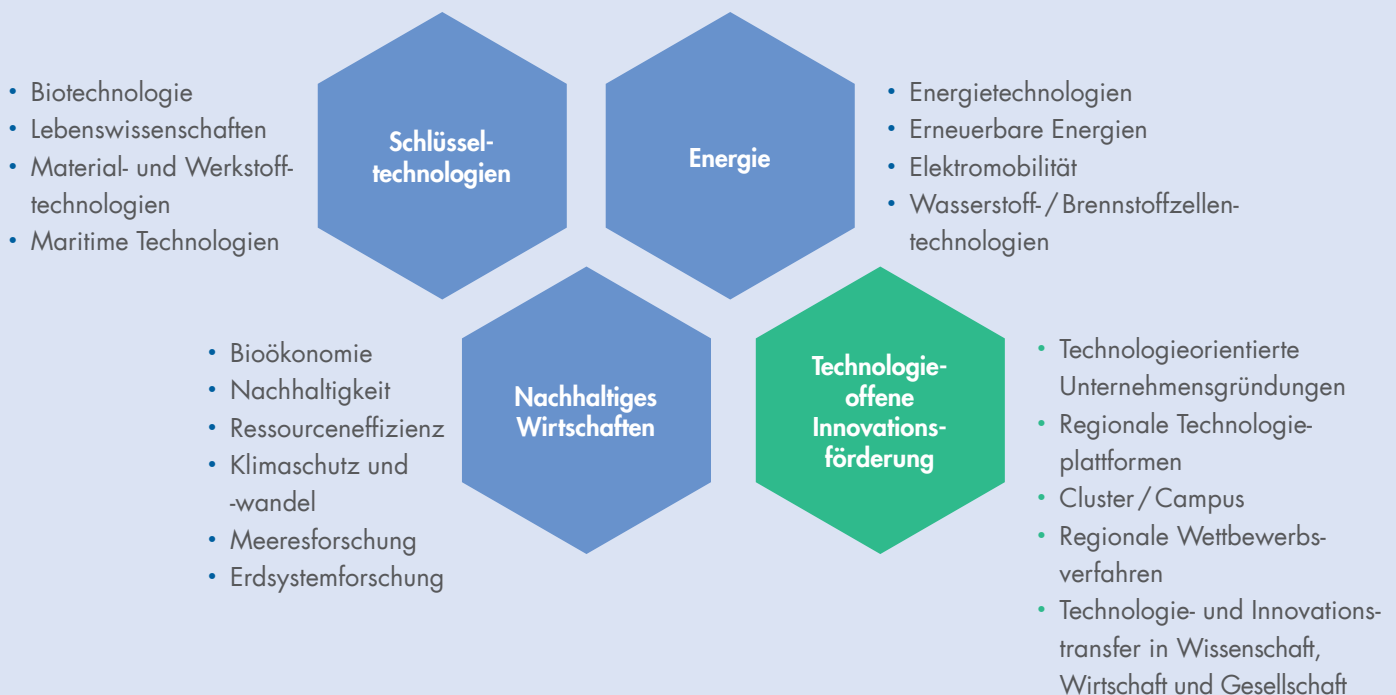 • Biotechnologie
• Lebenswissenschaften
• Material- und Werkstoff-
technologien
• Maritime Technologien
Schlüssel-
technologien
Energie
• Energietechnologien
• Erneuerbare Energien
• Elektromobilität
• Wasserstoff-/Brennstoffzellen-
technologien
• Bioökonomie
• Nachhaltigkeit
• Ressourceneffizienz
• Klimaschutz und
-wandel
• Meeresforschung
• Erdsystemforschung
Nachhaltiges
Wirtschaften
Technologie-
offene
Innovations-
förderung
• Technologieorientierte
Unternehmensgründungen
• Regionale Technologie-
plattformen
• Cluster/Campus
• Regionale Wettbewerbs-
verfahren
• Technologie- und Innovations-
transfer in Wissenschaft,
Wirtschaft und Gesellschaft